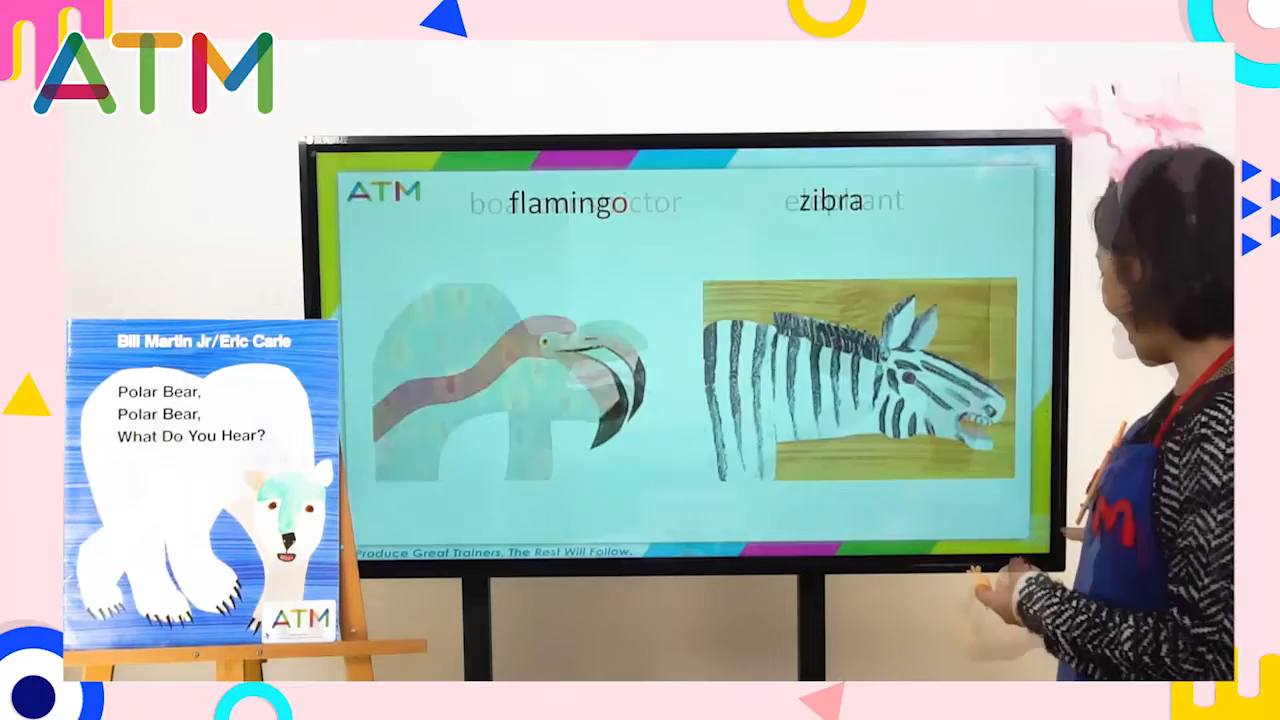 ATM
ATM
flamingo
zibra
elephant
Bill Martin Jr/Eric Carle
Polar Bear,
Polar Bear,
What Do You Hear?
ATM
Produce Great Trainers, The Rest Will Follow.
M